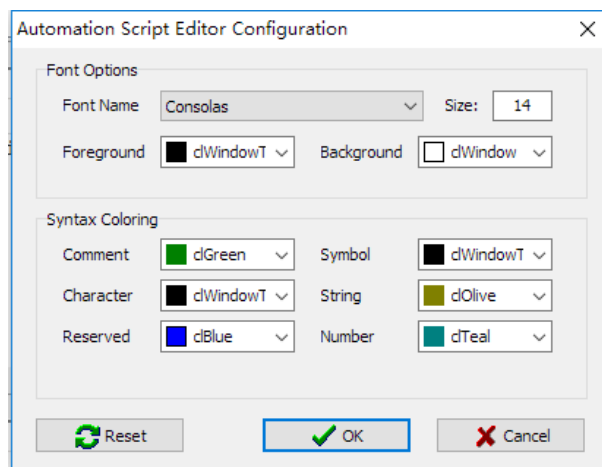 Automation Script Editor Configuration
Font Options
Font Name Consolas Size: 14
Foreground clWindowT Background clWindow
Syntax Coloring
Comment clGreen Symbol clWindowT
Character clWindowT String clOlive
Reserved clBlue Number clTeal
Reset OK Cancel